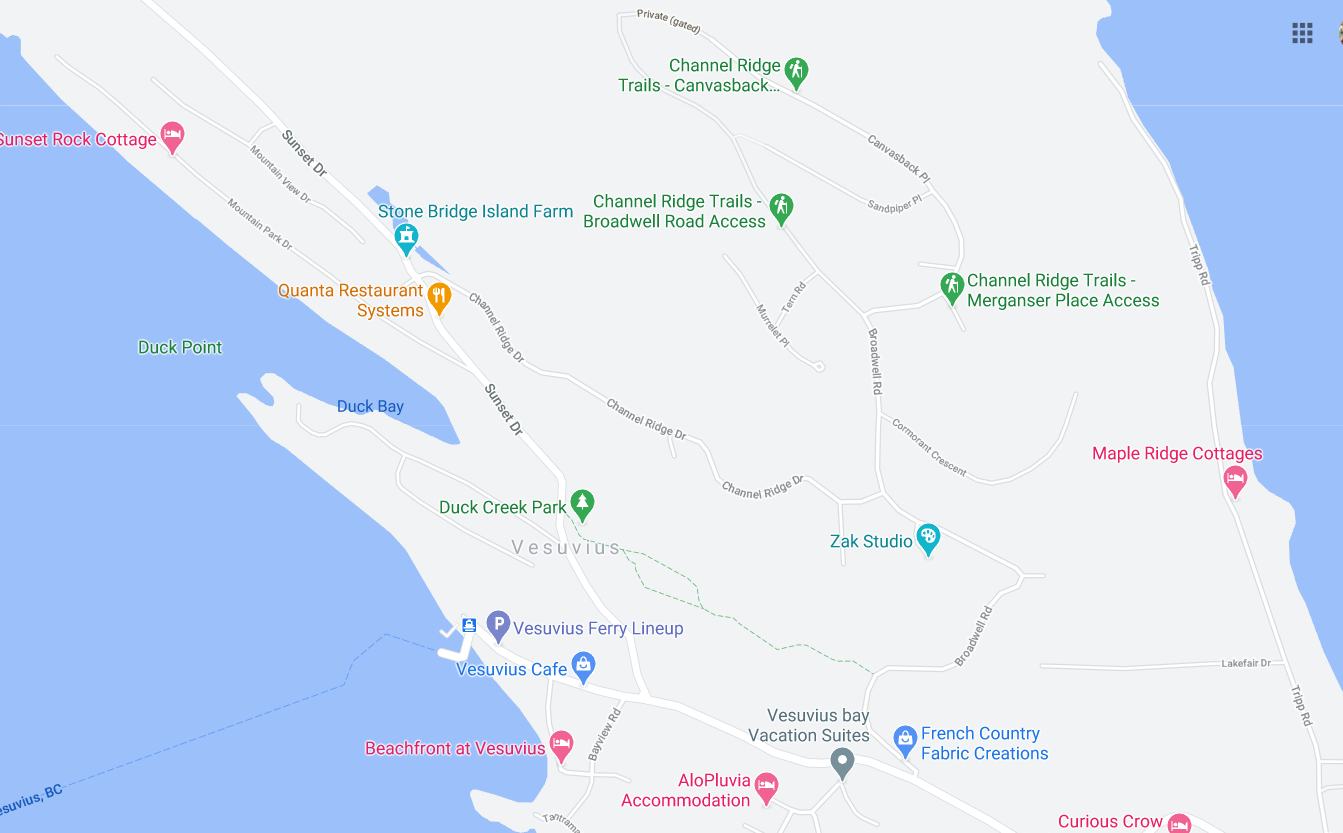 Private (gated)
Channel Ridge
Trails - Canvasback...
Sunset Rock Cottage
Sunset Dr
Mountain View Dr
Canvasback Pl
Sandpiper Pl
Mountain Park Dr
Stone Bridge Island Farm
Channel Ridge Trails -
Broadwell Road Access
Tripp Rd
Quanta Restaurant
Systems
Channel Ridge Dr
Tern Rd
Murrelet Pl
Channel Ridge Trails -
Merganser Place Access
Duck Point
Broadwell Rd
Duck Bay
Sunset Dr
Channel Ridge Dr
Cormorant Crescent
Maple Ridge Cottages
Channel Ridge Dr
Duck Creek Park
Vesuvius
Zak Studio
P
Vesuvius Ferry Lineup
Broadwell Rd
Vesuvius Cafe
Lakefair Dr
Tripp Rd
Bayview Rd
Vesuvius bay
Vacation Suites
Beachfront at Vesuvius
French Country
Fabric Creations
AloPluvia
Accommodation
esuvius, BC
Tantrama
Curious Crow